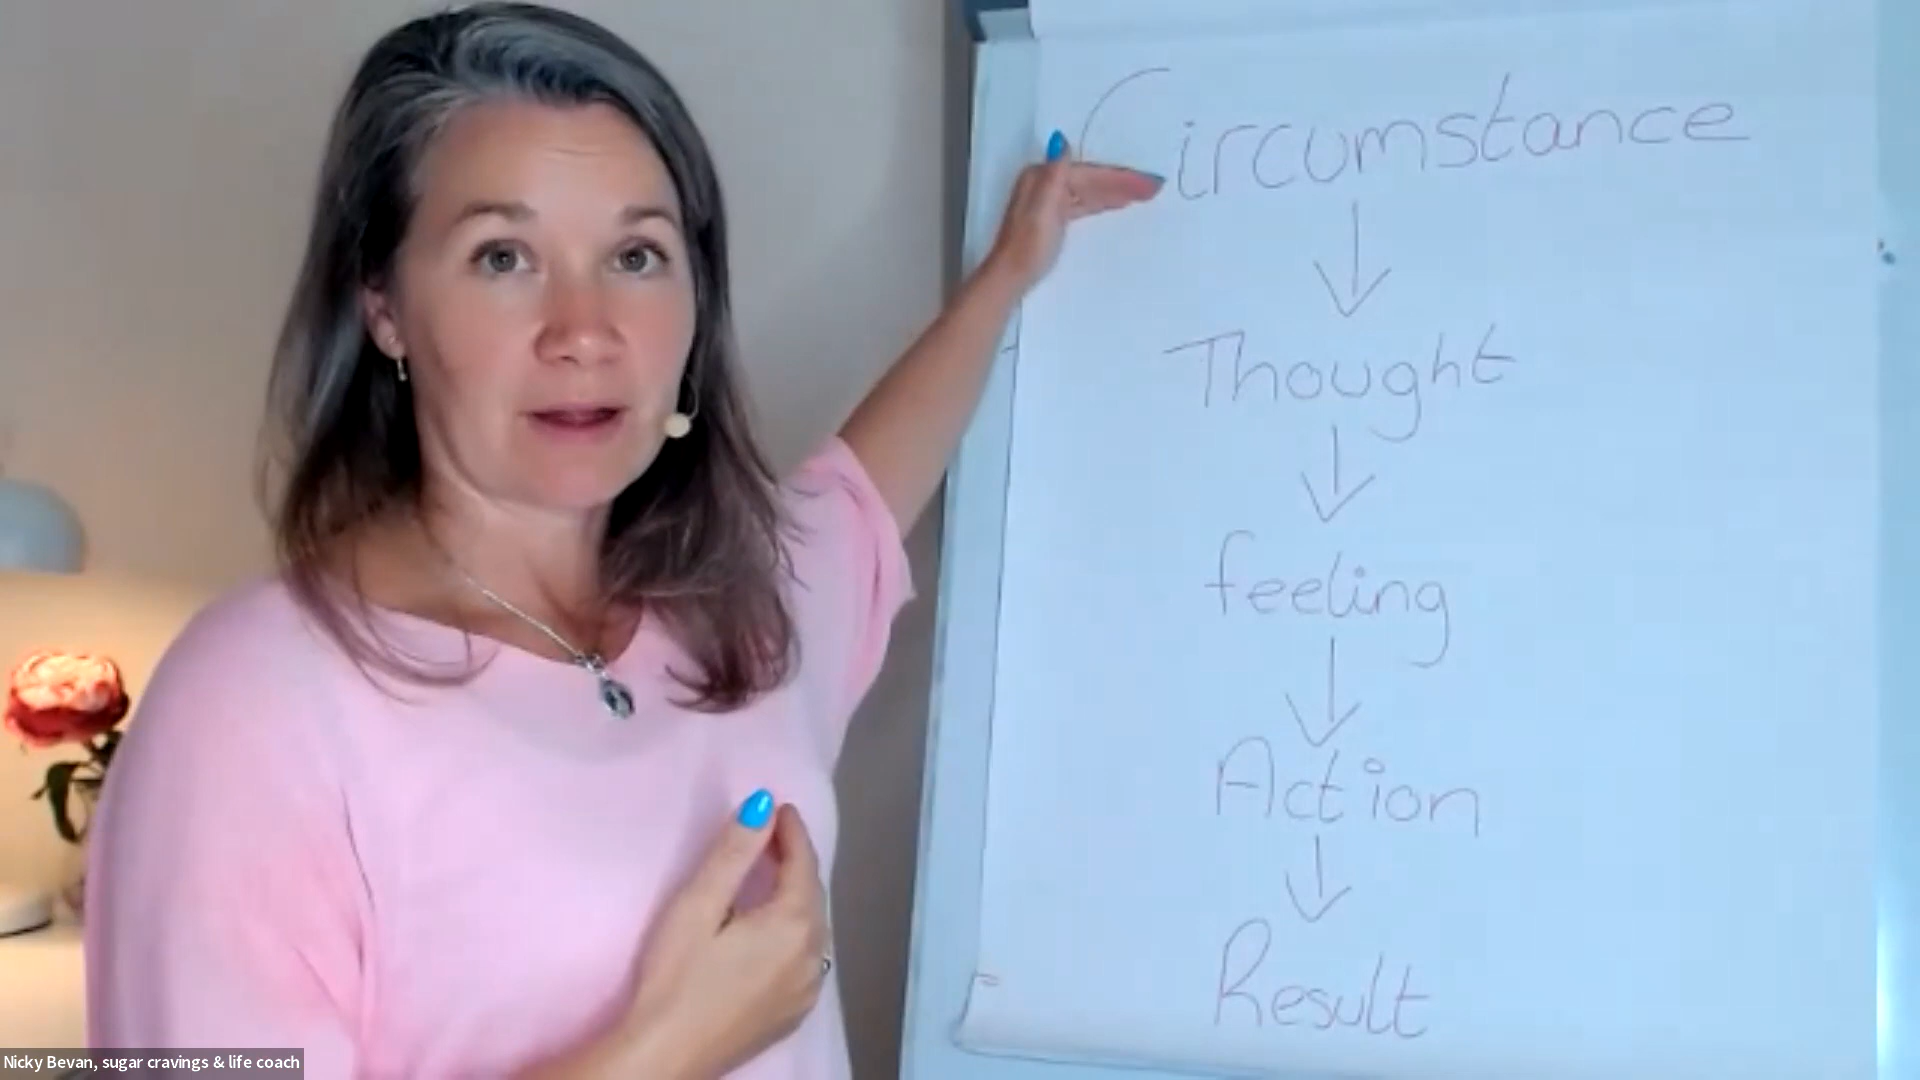 Circumstance
Thought
feeling
Action
Result
Nicky Bevan, sugar cravings & life coach